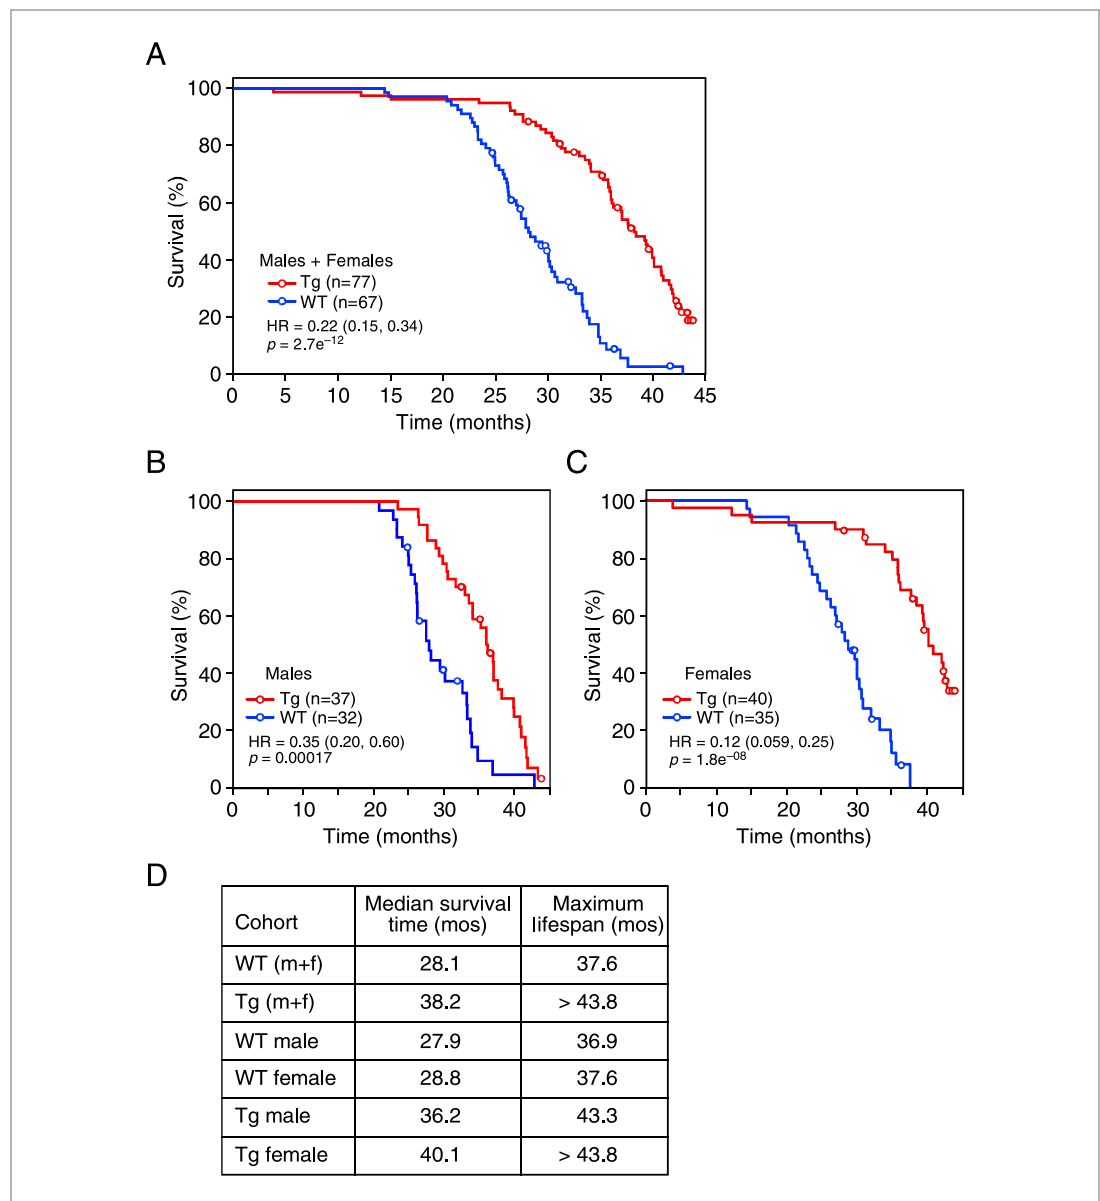 A
100
80
60
40
20
0
Survival (%)
Males + Females
Tg (n=77)
WT (n=67)
HR = 0.22 (0.15, 0.34)
p = 2.7e–12
0 5 10 15 20 25 30 35 40 45
Time (months)
B
100
80
60
40
20
0
Survival (%)
Males
Tg (n=37)
WT (n=32)
HR = 0.35 (0.20, 0.60)
p = 0.00017
0 10 20 30 40
Time (months)
C
100
80
60
40
20
0
Survival (%)
Females
Tg (n=40)
WT (n=35)
HR = 0.12 (0.059, 0.25)
p = 1.8e–08
0 10 20 30 40
Time (months)
D
Cohort Median survival time (mos) Maximum lifespan (mos)
WT (m+f) 28.1 37.6
Tg (m+f) 38.2 > 43.8
WT male 27.9 36.9
WT female 28.8 37.6
Tg male 36.2 43.3
Tg female 40.1 > 43.8